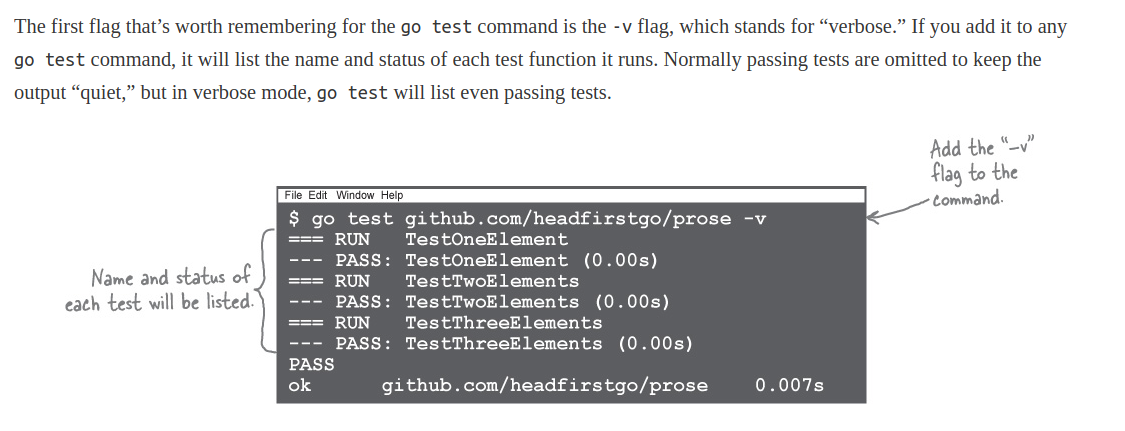 The first flag that’s worth remembering for the go test command is the -v flag, which stands for “verbose.” If you add it to any
go test command, it will list the name and status of each test function it runs. Normally passing tests are omitted to keep the
output “quiet,” but in verbose mode, go test will list even passing tests.
Add the “-v”
flag to the
command.
File Edit Window Help
$ go test github.com/headfirstgo/prose -v
=== RUN TestOneElement
--- PASS: TestOneElement (0.00s)
=== RUN TestTwoElements
--- PASS: TestTwoElements (0.00s)
=== RUN TestThreeElements
--- PASS: TestThreeElements (0.00s)
PASS
ok github.com/headfirstgo/prose 0.007s
Name and status of
each test will be listed.